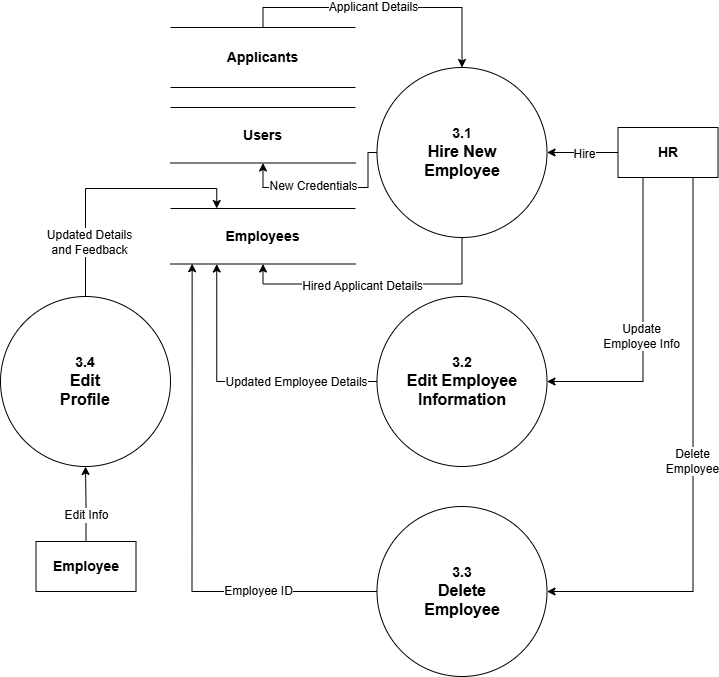 Applicant Details
Applicants
Users
3.1
Hire New
Employee
Hire
HR
New Credentials
Updated Details
and Feedback
Employees
Hired Applicant Details
Update
Employee Info
3.4
Edit
Profile
Updated Employee Details
3.2
Edit Employee
Information
Delete
Employee
Edit Info
Employee
Employee ID
3.3
Delete
Employee